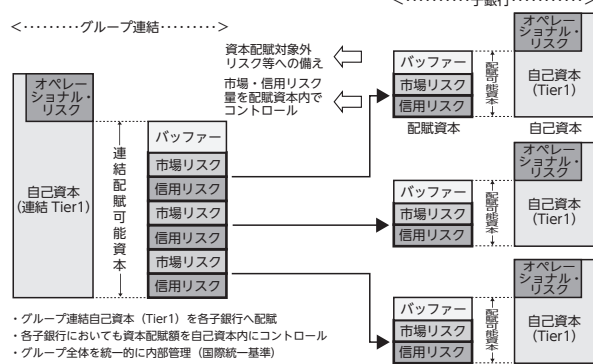 <………グループ連結………>
<…………子銀行…………>
資本配賦対象外
リスク等への備え
市場・信用リスク
量を配賦資本内で
コントロール
オペレー
ショナル・
リスク
自己資本
(連結 Tier1)
連結配賦可能資本
バッファー
市場リスク
信用リスク
市場リスク
信用リスク
市場リスク
信用リスク
バッファー
市場リスク
信用リスク
配賦資本
配賦可能資本
オペレー
ショナル・
リスク
自己資本
(Tier1)
自己資本
バッファー
市場リスク
信用リスク
配賦可能資本
オペレー
ショナル・
リスク
自己資本
(Tier1)
バッファー
市場リスク
信用リスク
配賦可能資本
オペレー
ショナル・
リスク
自己資本
(Tier1)
・グループ連結自己資本（Tier1）を各子銀行へ配賦
・各子銀行においても資本配賦額を自己資本内にコントロール
・グループ全体を統一的に内部管理（国際統一基準）